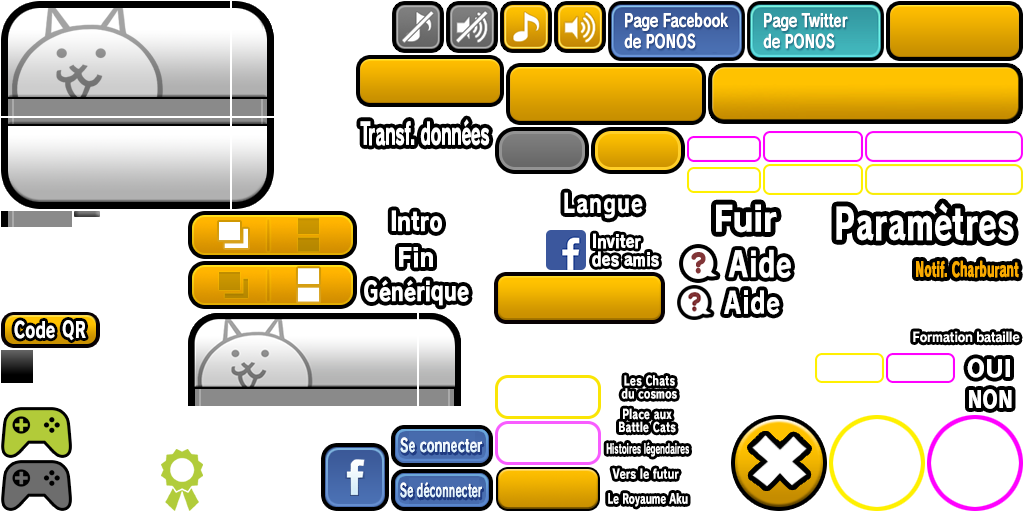 Page Facebook
de PONOS
Page Twitter
de PONOS
Transf. données
Langue
Intro
Fuir
Paramètres
Inviter
des amis
Fin
Aide
Notif. Charburant
Générique
Aide
Code QR
Formation bataille
OUI
Les Chats
du cosmos
NON
Place aux
Battle Cats
Se connecter
Histoires légendaires
Vers le futur
Se déconnecter
Le Royaume Aku